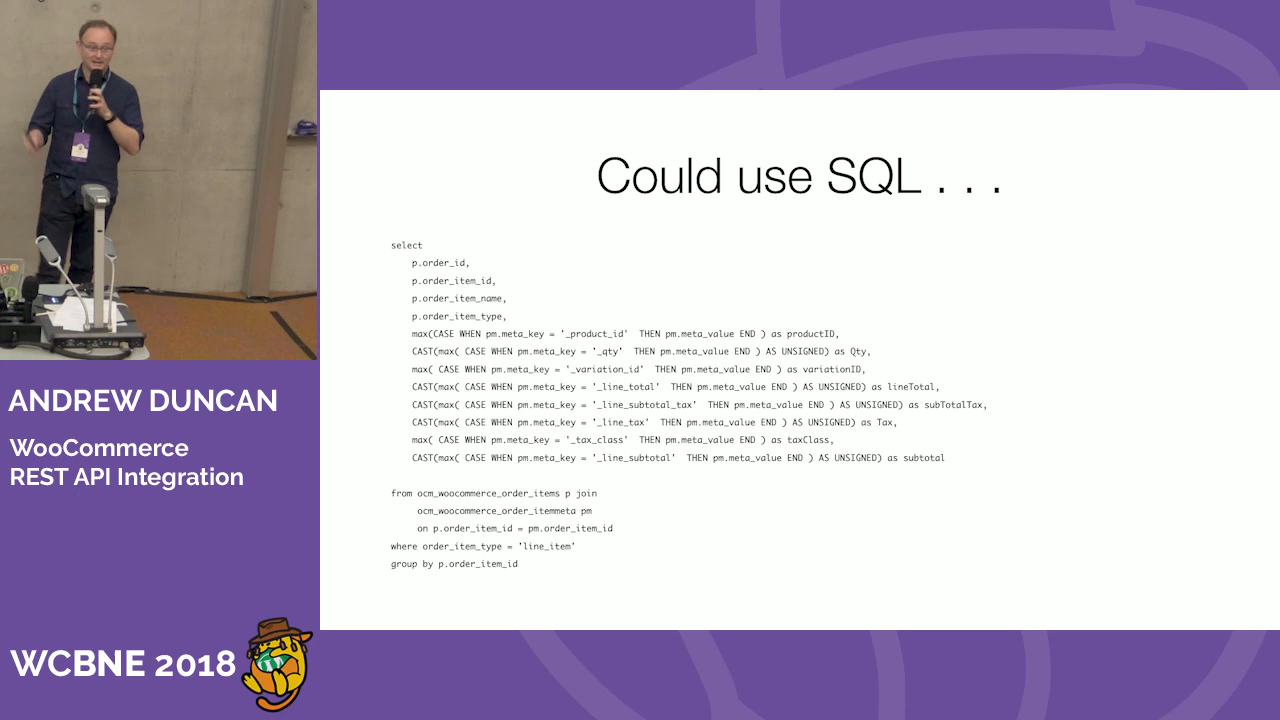 Could use SQL . . .
select
p.order_id,
p.order_item_id,
p.order_item_name,
p.order_item_type,
max(CASE WHEN pm.meta_key = '_product_id'  THEN pm.meta_value END ) as productID,
CAST(max( CASE WHEN pm.meta_key = '_qty'  THEN pm.meta_value END ) AS UNSIGNED) as Qty,
max( CASE WHEN pm.meta_key = '_variation_id'  THEN pm.meta_value END ) as variationID,
CAST(max( CASE WHEN pm.meta_key = '_line_total'  THEN pm.meta_value END ) AS UNSIGNED) as lineTotal,
CAST(max( CASE WHEN pm.meta_key = '_line_subtotal_tax'  THEN pm.meta_value END ) AS UNSIGNED) as subTotalTax,
CAST(max( CASE WHEN pm.meta_key = '_line_tax'  THEN pm.meta_value END ) AS UNSIGNED) as Tax,
max( CASE WHEN pm.meta_key = '_tax_class'  THEN pm.meta_value END ) as taxClass,
CAST(max( CASE WHEN pm.meta_key = '_line_subtotal'  THEN pm.meta_value END ) AS UNSIGNED) as subtotal
from ocm_woocommerce_order_items p join
ocm_woocommerce_order_itemmeta pm
on p.order_item_id = pm.order_item_id
where order_item_type = 'line_item'
group by p.order_item_id
ANDREW DUNCAN
WooCommerce
REST API Integration
WCBNE 2018